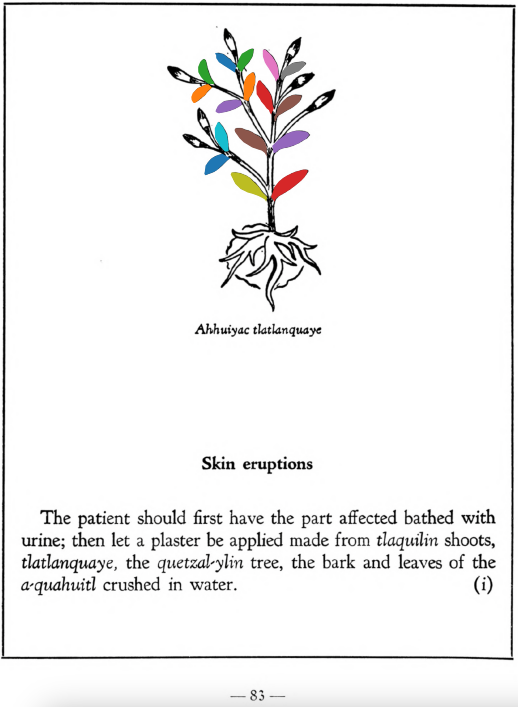 Ahhuiyac tlatlanquaye
Skin eruptions
The patient should first have the part affected bathed with
urine; then let a plaster be applied made from tlaquilin shoots,
tlatlanquaye, the quetzal-ylin tree, the bark and leaves of the
a-quahuitl crushed in water. (i)
— 83 —